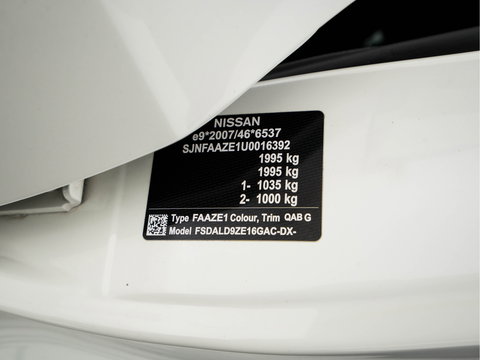 NISSAN
e9*2007/46*6537
SJNFAAZE1U0016392
1995 kg
1995 kg
1- 1035 kg
2- 1000 kg
Type FAAZE1 Colour, Trim QAB G
Model FSDALD9ZE16GAC-DX-